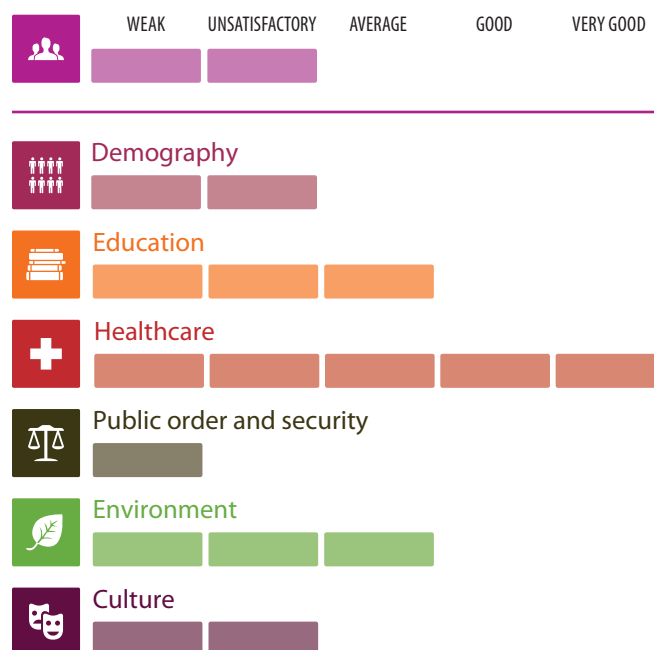 WEAK UNSATISFACTORY AVERAGE GOOD VERY GOOD
Demography
Education
Healthcare
Public order and security
Environment
Culture